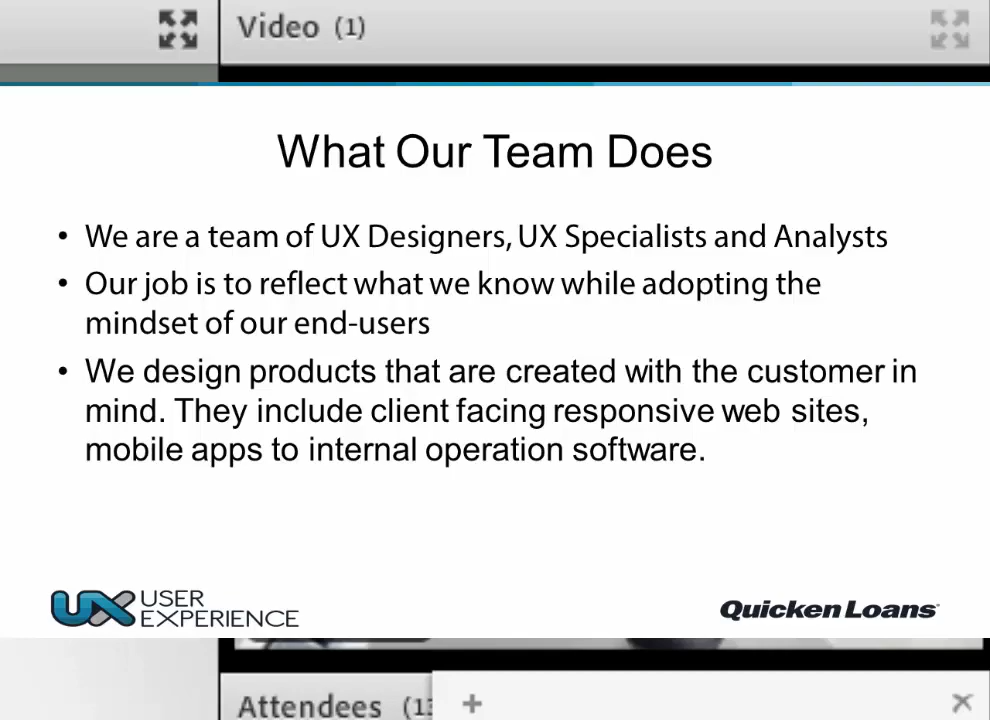 Video (1)
What Our Team Does
• We are a team of UX Designers, UX Specialists and Analysts
• Our job is to reflect what we know while adopting the
mindset of our end-users
• We design products that are created with the customer in
mind. They include client facing responsive web sites,
mobile apps to internal operation software.
UX USER
EXPERIENCE
Quicken Loans
Attendees